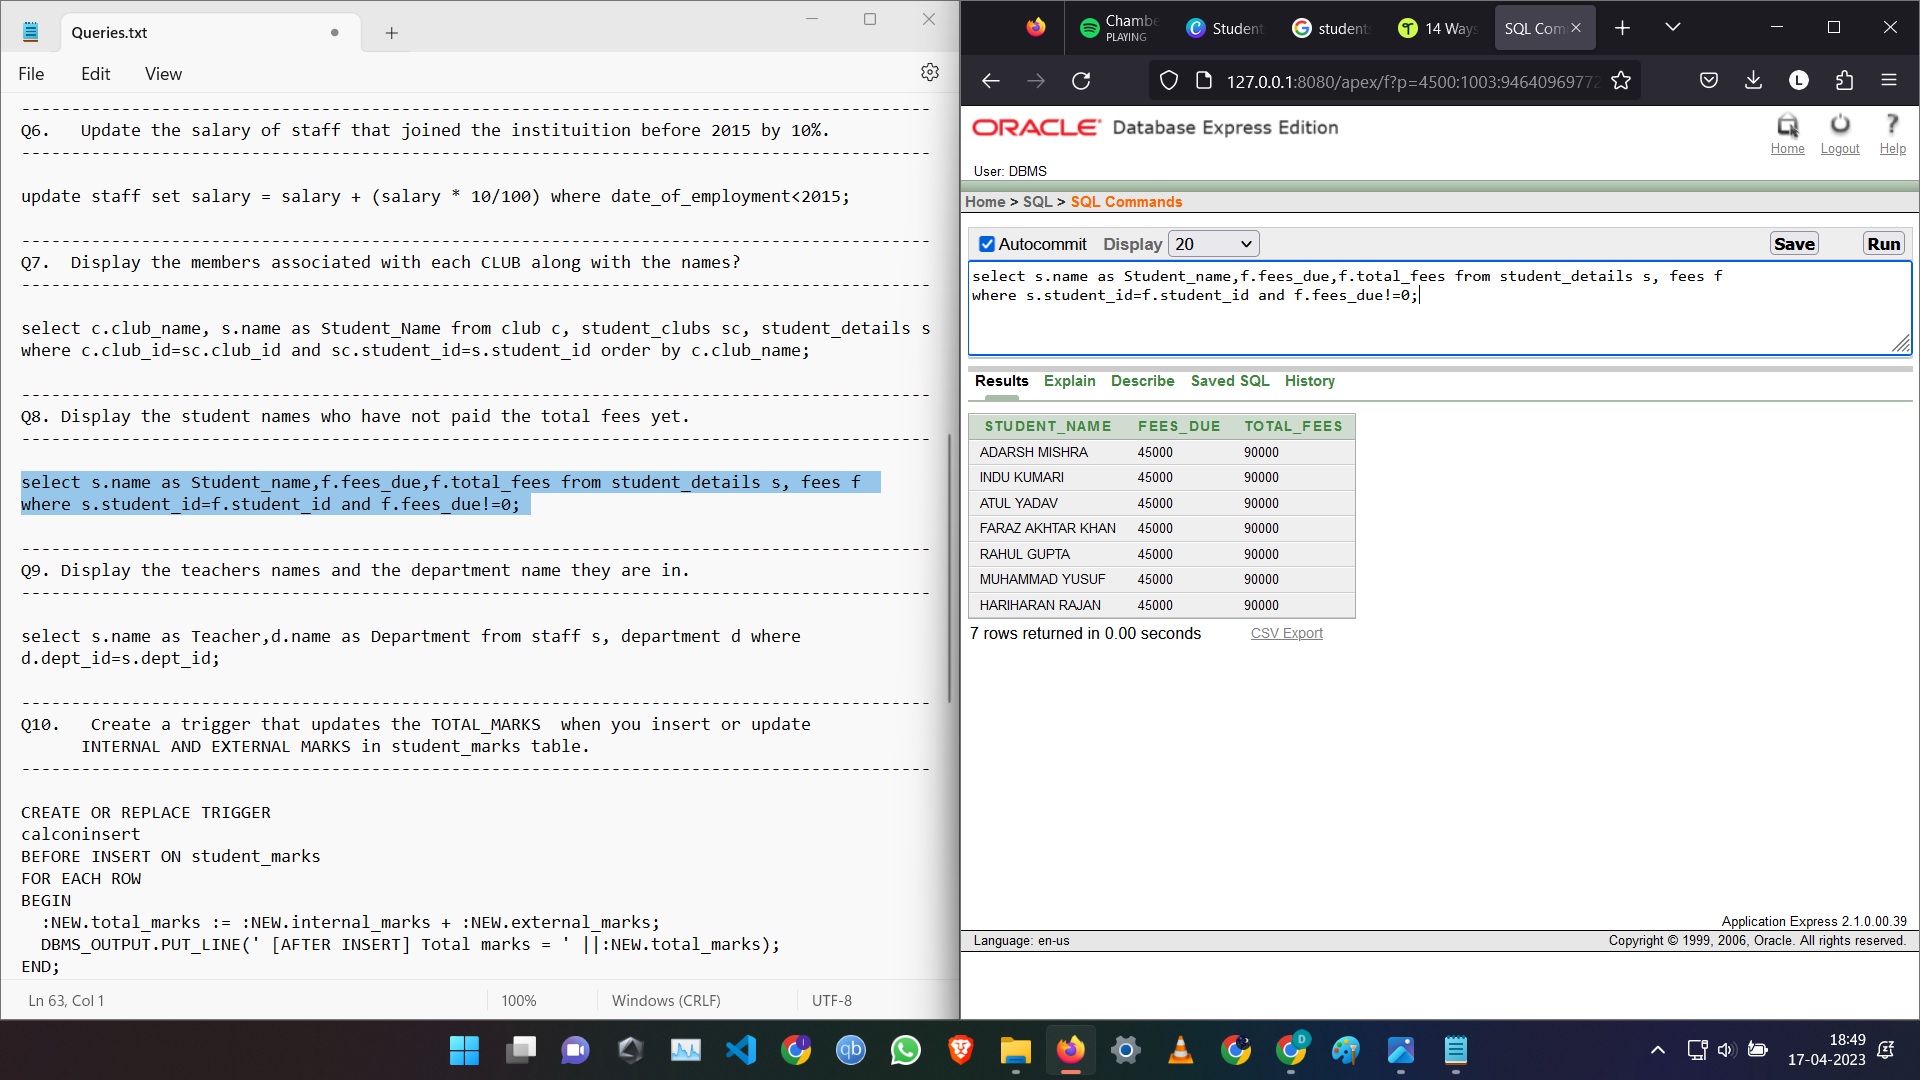 Queries.txt
File Edit View
--------------------------------------------------------------------------------------------
Q6.   Update the salary of staff that joined the instituition before 2015 by 10%.
--------------------------------------------------------------------------------------------
update staff set salary = salary + (salary * 10/100) where date_of_employment<2015;
--------------------------------------------------------------------------------------------
Q7.  Display the members associated with each CLUB along with the names?
--------------------------------------------------------------------------------------------
select c.club_name, s.name as Student_Name from club c, student_clubs sc, student_details s
where c.club_id=sc.club_id and sc.student_id=s.student_id order by c.club_name;
--------------------------------------------------------------------------------------------
Q8. Display the student names who have not paid the total fees yet.
--------------------------------------------------------------------------------------------
select s.name as Student_name,f.fees_due,f.total_fees from student_details s, fees f
where s.student_id=f.student_id and f.fees_due!=0;
--------------------------------------------------------------------------------------------
Q9. Display the teachers names and the department name they are in.
--------------------------------------------------------------------------------------------
select s.name as Teacher,d.name as Department from staff s, department d where
d.dept_id=s.dept_id;
--------------------------------------------------------------------------------------------
Q10.   Create a trigger that updates the TOTAL_MARKS  when you insert or update
INTERNAL AND EXTERNAL MARKS in student_marks table.
--------------------------------------------------------------------------------------------
CREATE OR REPLACE TRIGGER
calconinsert
BEFORE INSERT ON student_marks
FOR EACH ROW
BEGIN
:NEW.total_marks := :NEW.internal_marks + :NEW.external_marks;
DBMS_OUTPUT.PUT_LINE(' [AFTER INSERT] Total marks = ' ||:NEW.total_marks);
END;
Ln 63, Col 1 100% Windows (CRLF) UTF-8
Chambe Student student 14 Ways SQL Com
PLAYING
127.0.0.1:8080/apex/f?p=4500:1003:94640969772
ORACLE Database Express Edition
Home Logout Help
User: DBMS
Home > SQL > SQL Commands
Autocommit Display 20 Save Run
select s.name as Student_name,f.fees_due,f.total_fees from student_details s, fees f
where s.student_id=f.student_id and f.fees_due!=0;
Results Explain Describe Saved SQL History
STUDENT_NAME FEES_DUE TOTAL_FEES
ADARSH MISHRA 45000 90000
INDU KUMARI 45000 90000
ATUL YADAV 45000 90000
FARAZ AKHTAR KHAN 45000 90000
RAHUL GUPTA 45000 90000
MUHAMMAD YUSUF 45000 90000
HARIHARAN RAJAN 45000 90000
7 rows returned in 0.00 seconds CSV Export
Application Express 2.1.0.00.39
Language: en-us Copyright © 1999, 2006, Oracle. All rights reserved.
18:49
17-04-2023